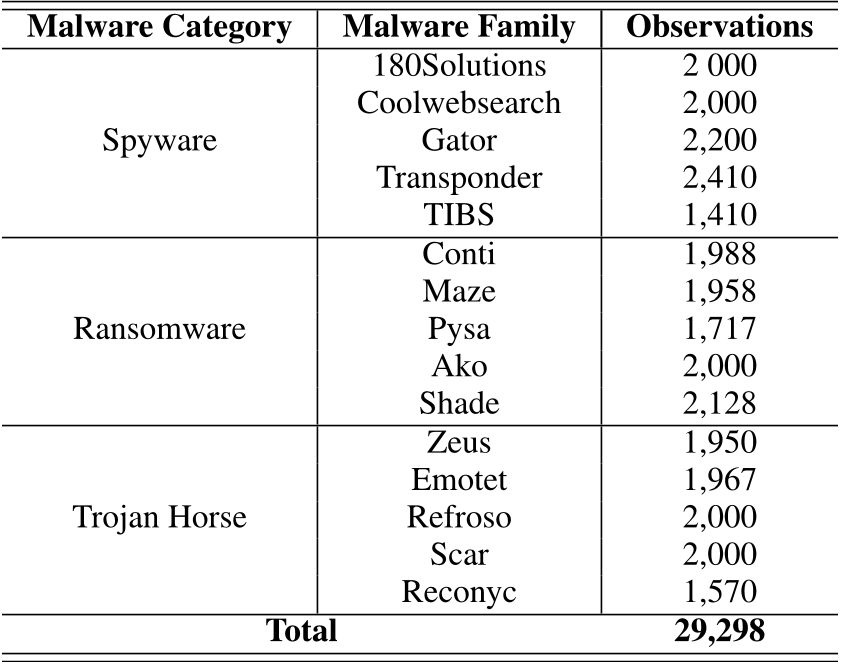 Malware Category Malware Family Observations
180Solutions 2 000
Coolwebsearch 2,000
Spyware Gator 2,200
Transponder 2,410
TIBS 1,410
Conti 1,988
Maze 1,958
Ransomware Pysa 1,717
Ako 2,000
Shade 2,128
Zeus 1,950
Emotet 1,967
Trojan Horse Refroso 2,000
Scar 2,000
Reconyc 1,570
Total 29,298